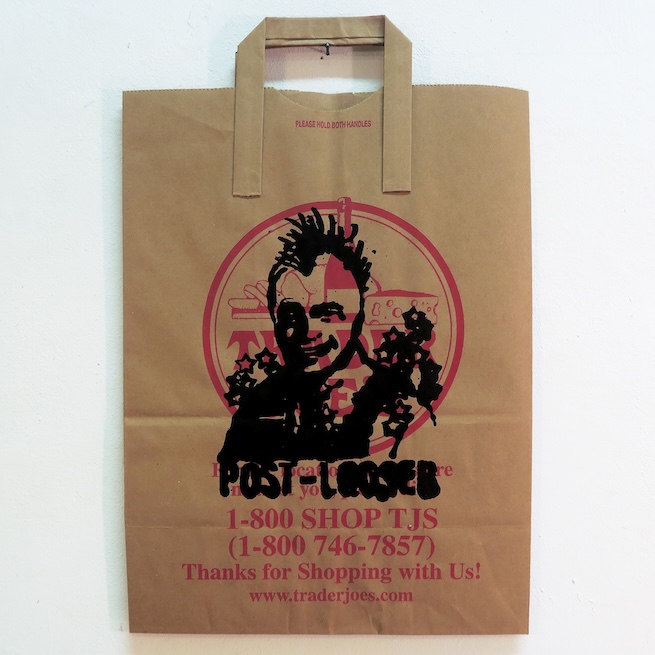 PLEASE HOLD BOTH HANDLES
POST-LOOSER
1-800 SHOP TJS
(1-800 746-7857)
Thanks for Shopping with Us!
www.traderjoes.com